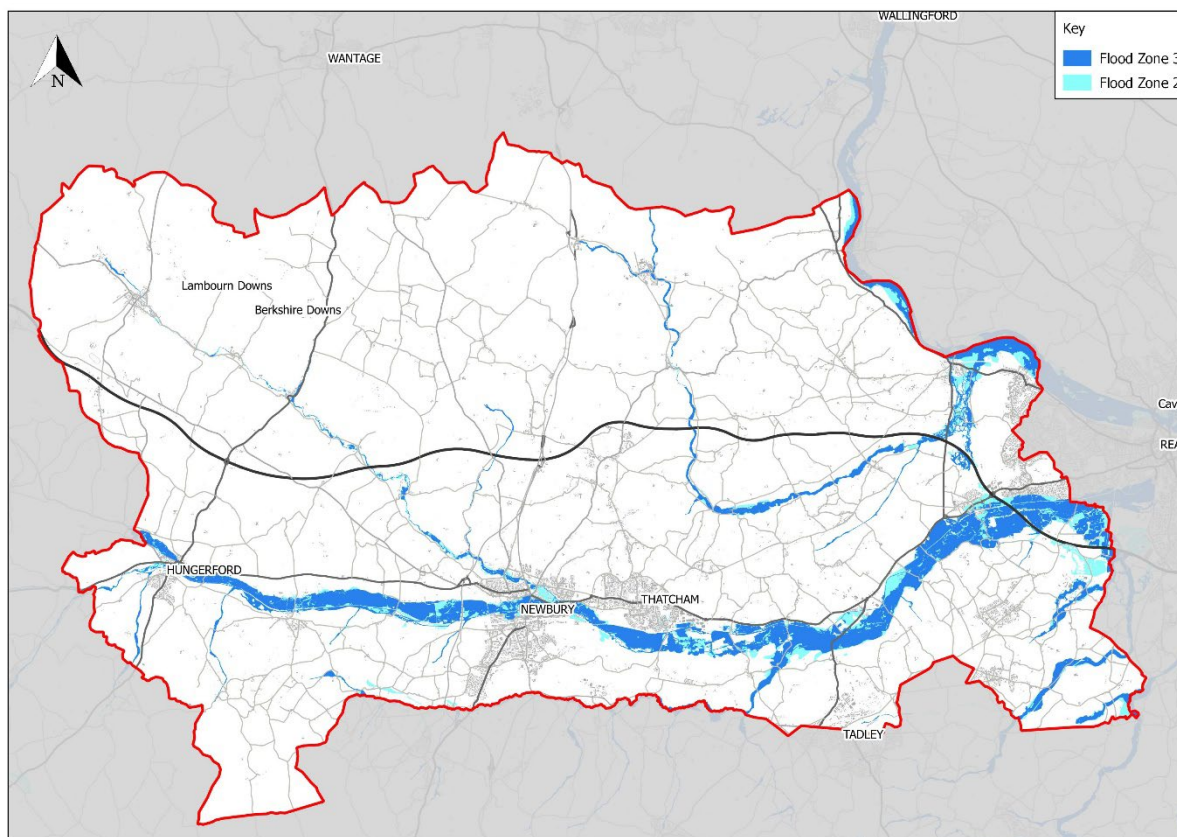 WALLINGFORD
WANTAGE
Key
Flood Zone 3
Flood Zone 2
N
Lambourn Downs
Berkshire Downs
Cav
REA
HUNGERFORD
NEWBURY
THATCHAM
TADLEY